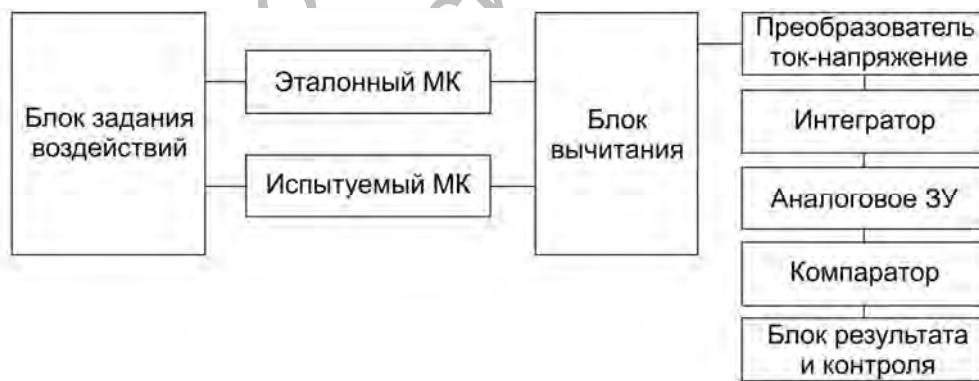 Блок задания
воздействий
Эталонный МК
Испытуемый МК
Блок
вычитания
Преобразователь
ток-напряжение
Интегратор
Аналоговое ЗУ
Компаратор
Блок результата
и контроля